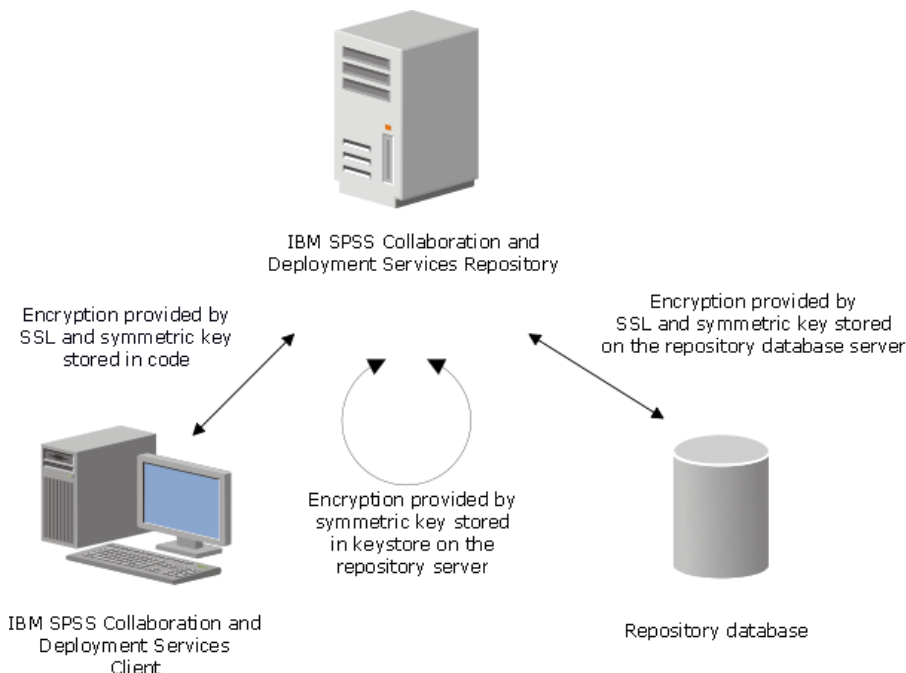 IBM SPSS Collaboration and
Deployment Services Repository
Encryption provided by
SSL and symmetric key
stored in code
Encryption provided by
SSL and symmetric key stored
on the repository database server
Encryption provided by
symmetric key stored
in keystore on the
repository server
IBM SPSS Collaboration and
Deployment Services
Client
Repository database